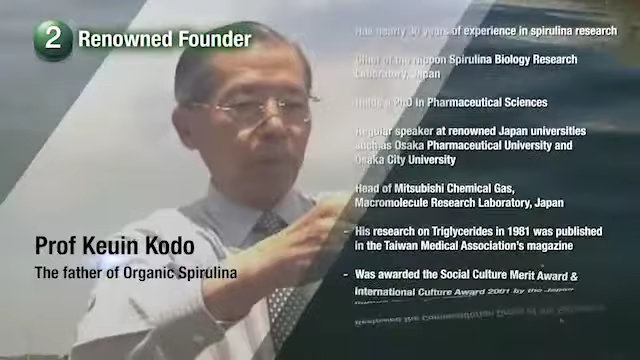 2 Renowned Founder
Has nearly 30 years of experience in spirulina research
Chief of the Nippon Spirulina Biology Research
Laboratory, Japan
Holds a PhD in Pharmaceutical Sciences
Regular speaker at renowned Japan universities
such as Osaka Pharmaceutical University and
Osaka City University
Head of Mitsubishi Chemical Gas,
Macromolecule Research Laboratory, Japan
- His research on Triglycerides in 1981 was published
in the Taiwan Medical Association's magazine
- Was awarded the Social Culture Merit Award &
International Culture Award 2001 by the Japan
Prof Keuin Kodo
The father of Organic Spirulina